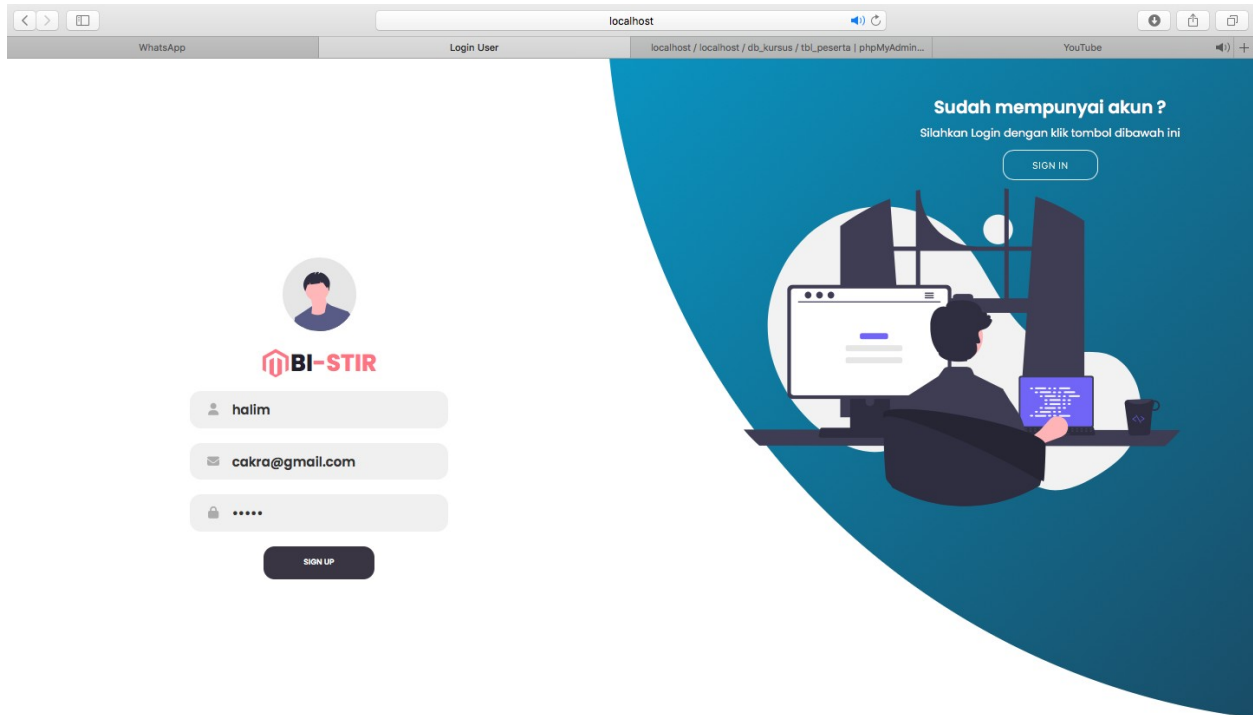 localhost
WhatsApp
Login User
localhost / localhost / db_kursus / tbl_peserta | phpMyAdmin...
YouTube
Sudah mempunyai akun ?
Silahkan Login dengan klik tombol dibawah ini
SIGN IN
BI-STIR
halim
cakra@gmail.com
•••••
SIGN UP